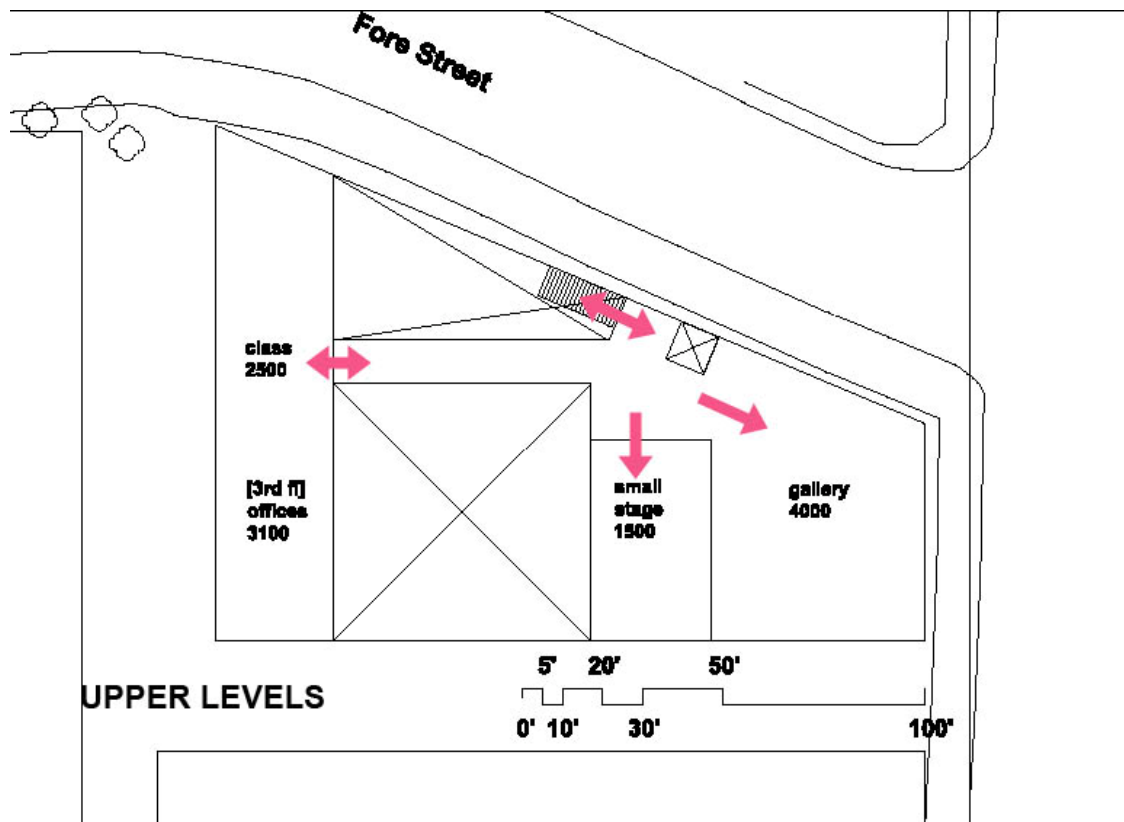 Fore Street
class
2500
[3rd fl]
offices
3100
small
stage
1500
gallery
4000
UPPER LEVELS
5' 20' 50'
0' 10' 30' 100'